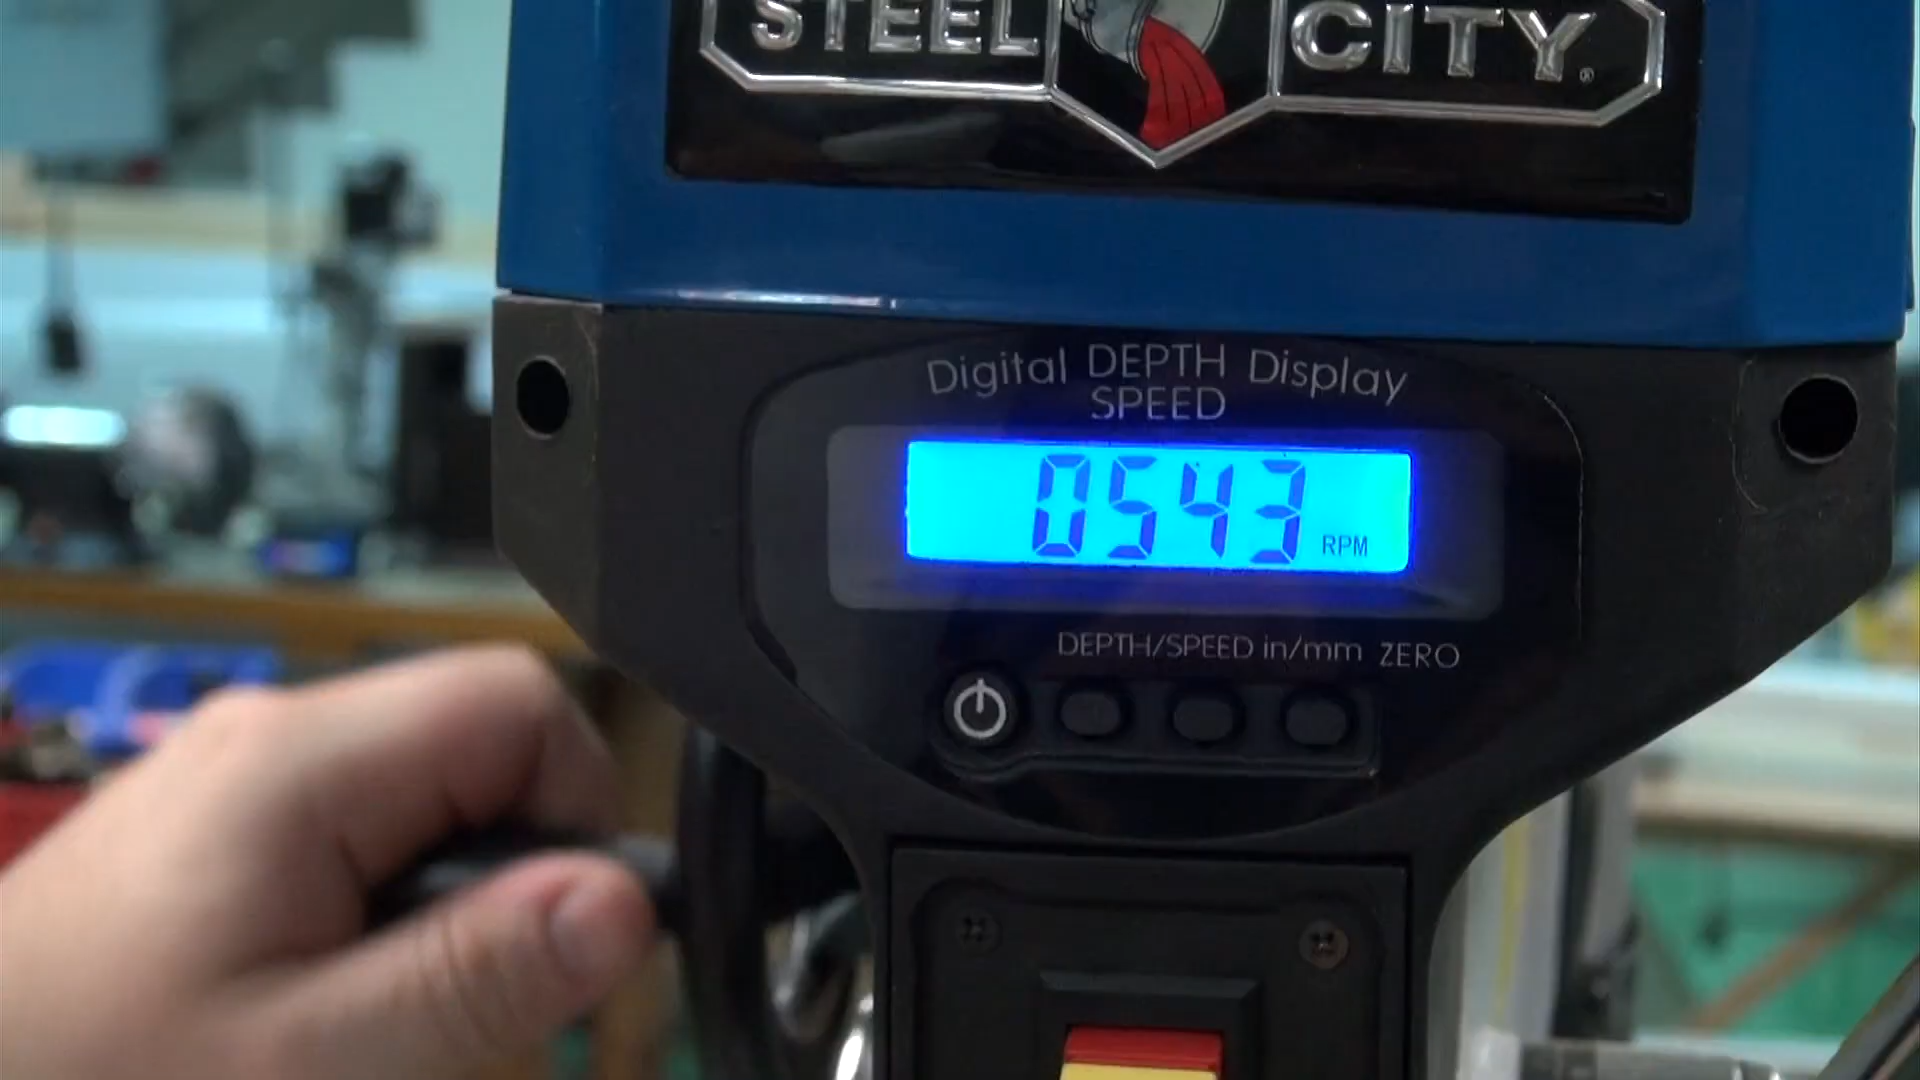 STEEL CITY®
Digital DEPTH Display
SPEED
0543 RPM
DEPTH/SPEED in/mm ZERO